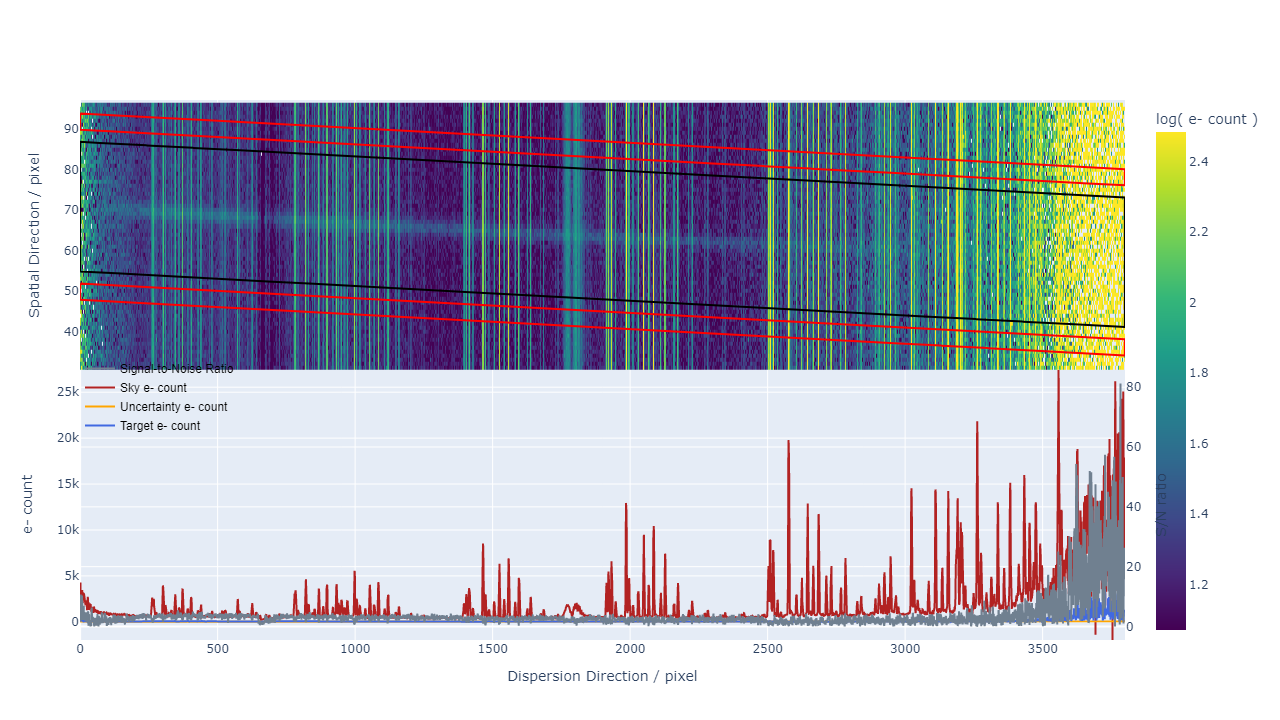 log( e- count )
90
80
70
60
50
40
Spatial Direction / pixel
2.4
2.2
2
1.8
1.6
1.4
1.2
Signal-to-Noise Ratio
Sky e- count
Uncertainty e- count
Target e- count
25k
20k
15k
10k
5k
0
e- count
80
60
40
20
0
S/N ratio
0
500
1000
1500
2000
2500
3000
3500
Dispersion Direction / pixel